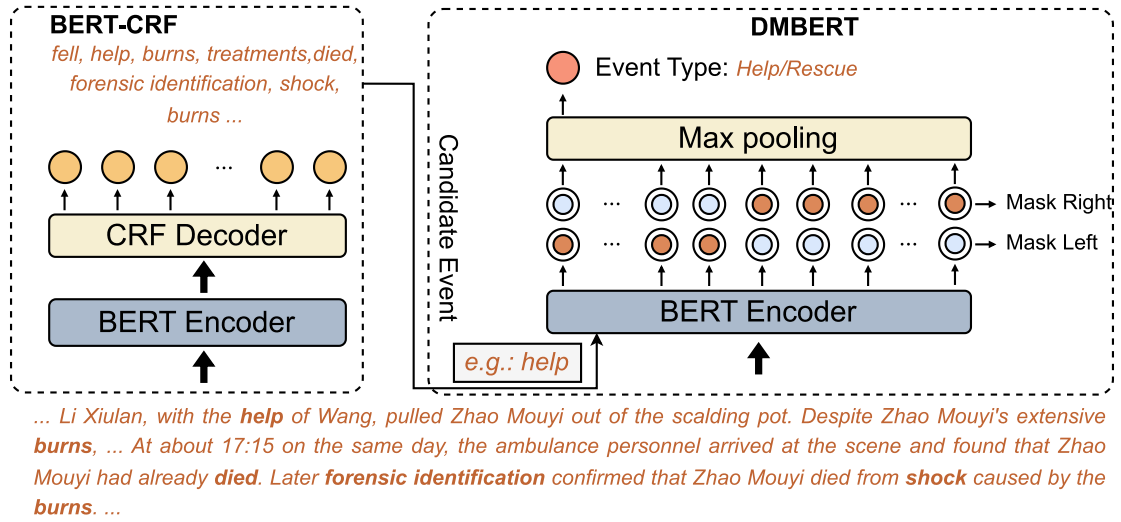 BERT-CRF
fell, help, burns, treatments,died,
forensic identification, shock,
burns ...
...
CRF Decoder
BERT Encoder
DMBERT
Event Type: Help/Rescue
Max pooling
... ...
Mask Right
... ...
Mask Left
BERT Encoder
Candidate Event
e.g.: help
... Li Xiulan, with the help of Wang, pulled Zhao Mouyi out of the scalding pot. Despite Zhao Mouyi's extensive
burns, ... At about 17:15 on the same day, the ambulance personnel arrived at the scene and found that Zhao
Mouyi had already died. Later forensic identification confirmed that Zhao Mouyi died from shock caused by the
burns. ...